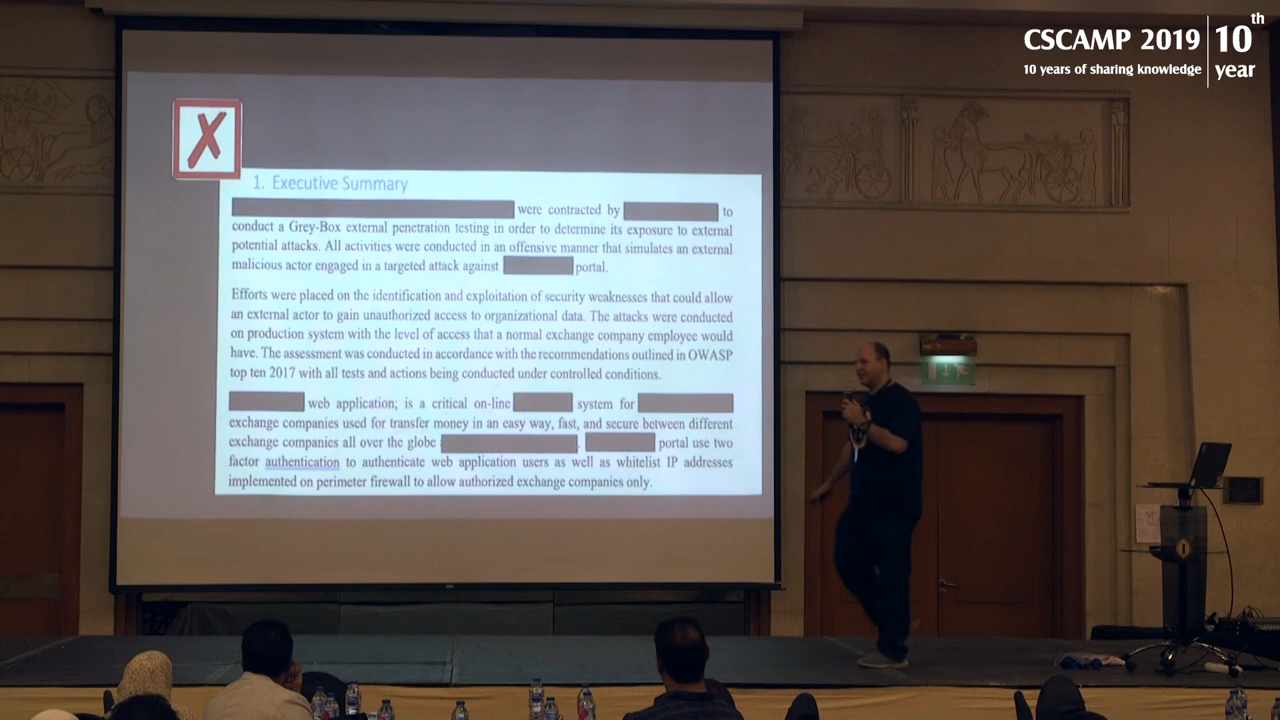 CSCAMP 2019
10 years of sharing knowledge
10th
year
X
1. Executive Summary
were contracted by to
conduct a Grey-Box external penetration testing in order to determine its exposure to external
potential attacks. All activities were conducted in an offensive manner that simulates an external
malicious actor engaged in a targeted attack against portal.
Efforts were placed on the identification and exploitation of security weaknesses that could allow
an external actor to gain unauthorized access to organizational data. The attacks were conducted
on production system with the level of access that a normal exchange company employee would
have. The assessment was conducted in accordance with the recommendations outlined in OWASP
top ten 2017 with all tests and actions being conducted under controlled conditions.
web application; is a critical on-line system for
exchange companies used for transfer money in an easy way, fast, and secure between different
exchange companies all over the globe . portal use two
factor authentication to authenticate web application users as well as whitelist IP addresses
implemented on perimeter firewall to allow authorized exchange companies only.